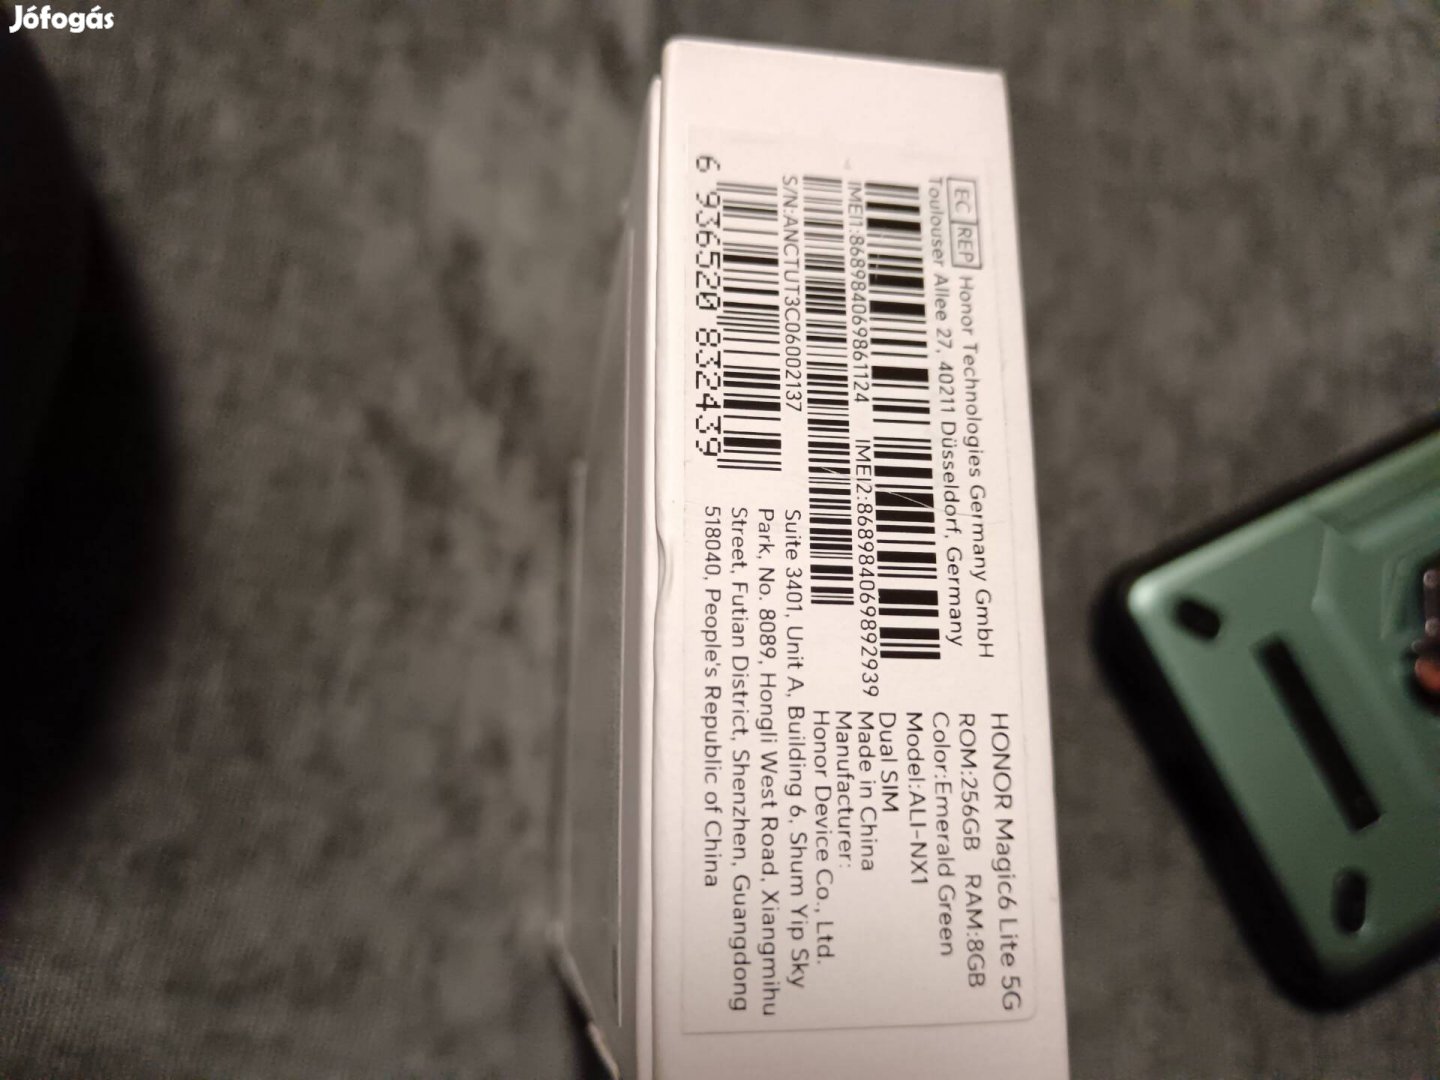 Jófogás
HONOR Magic6 Lite 5G
ROM:256GB RAM:8GB
Color:Emerald Green
Model:ALI-NX1
Dual SIM
Made in China
Manufacturer:
Honor Device Co., Ltd.
Suite 3401, Unit A, Building 6, Shum Yip Sky
Park, No. 8089, Hongli West Road, Xiangmihu
Street, Futian District, Shenzhen, Guangdong
518040, People's Republic of China
EC REP Honor Technologies Germany GmbH
Toulouser Allee 27, 40211 Düsseldorf, Germany
IMEI1:868984069861124 IMEI2:868984069892939
S/N:ANCTUT3C06002137
6 936520 832439